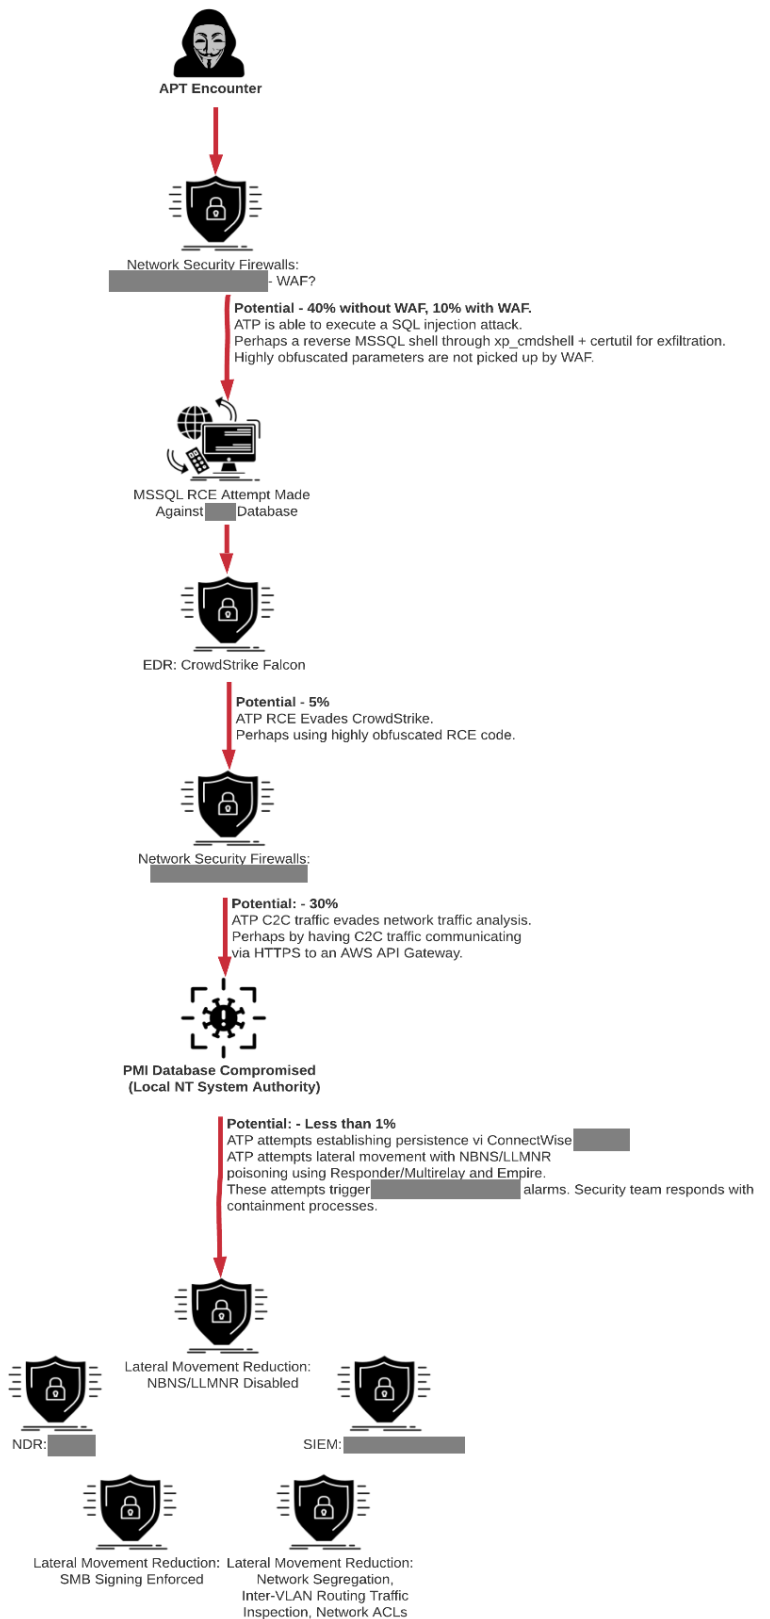 APT Encounter
Network Security Firewalls:
- WAF?
Potential - 40% without WAF, 10% with WAF.
ATP is able to execute a SQL injection attack.
Perhaps a reverse MSSQL shell through xp_cmdshell + certutil for exfiltration.
Highly obfuscated parameters are not picked up by WAF.
MSSQL RCE Attempt Made
Against Database
EDR: CrowdStrike Falcon
Potential - 5%
ATP RCE Evades CrowdStrike.
Perhaps using highly obfuscated RCE code.
Network Security Firewalls:
Potential: - 30%
ATP C2C traffic evades network traffic analysis.
Perhaps by having C2C traffic communicating
via HTTPS to an AWS API Gateway.
PMI Database Compromised
(Local NT System Authority)
Potential: - Less than 1%
ATP attempts establishing persistence vi ConnectWise
ATP attempts lateral movement with NBNS/LLMNR
poisoning using Responder/Multirelay and Empire.
These attempts trigger alarms. Security team responds with
containment processes.
Lateral Movement Reduction:
NBNS/LLMNR Disabled
NDR:
SIEM:
Lateral Movement Reduction:
SMB Signing Enforced
Lateral Movement Reduction:
Network Segregation,
Inter-VLAN Routing Traffic
Inspection, Network ACLs